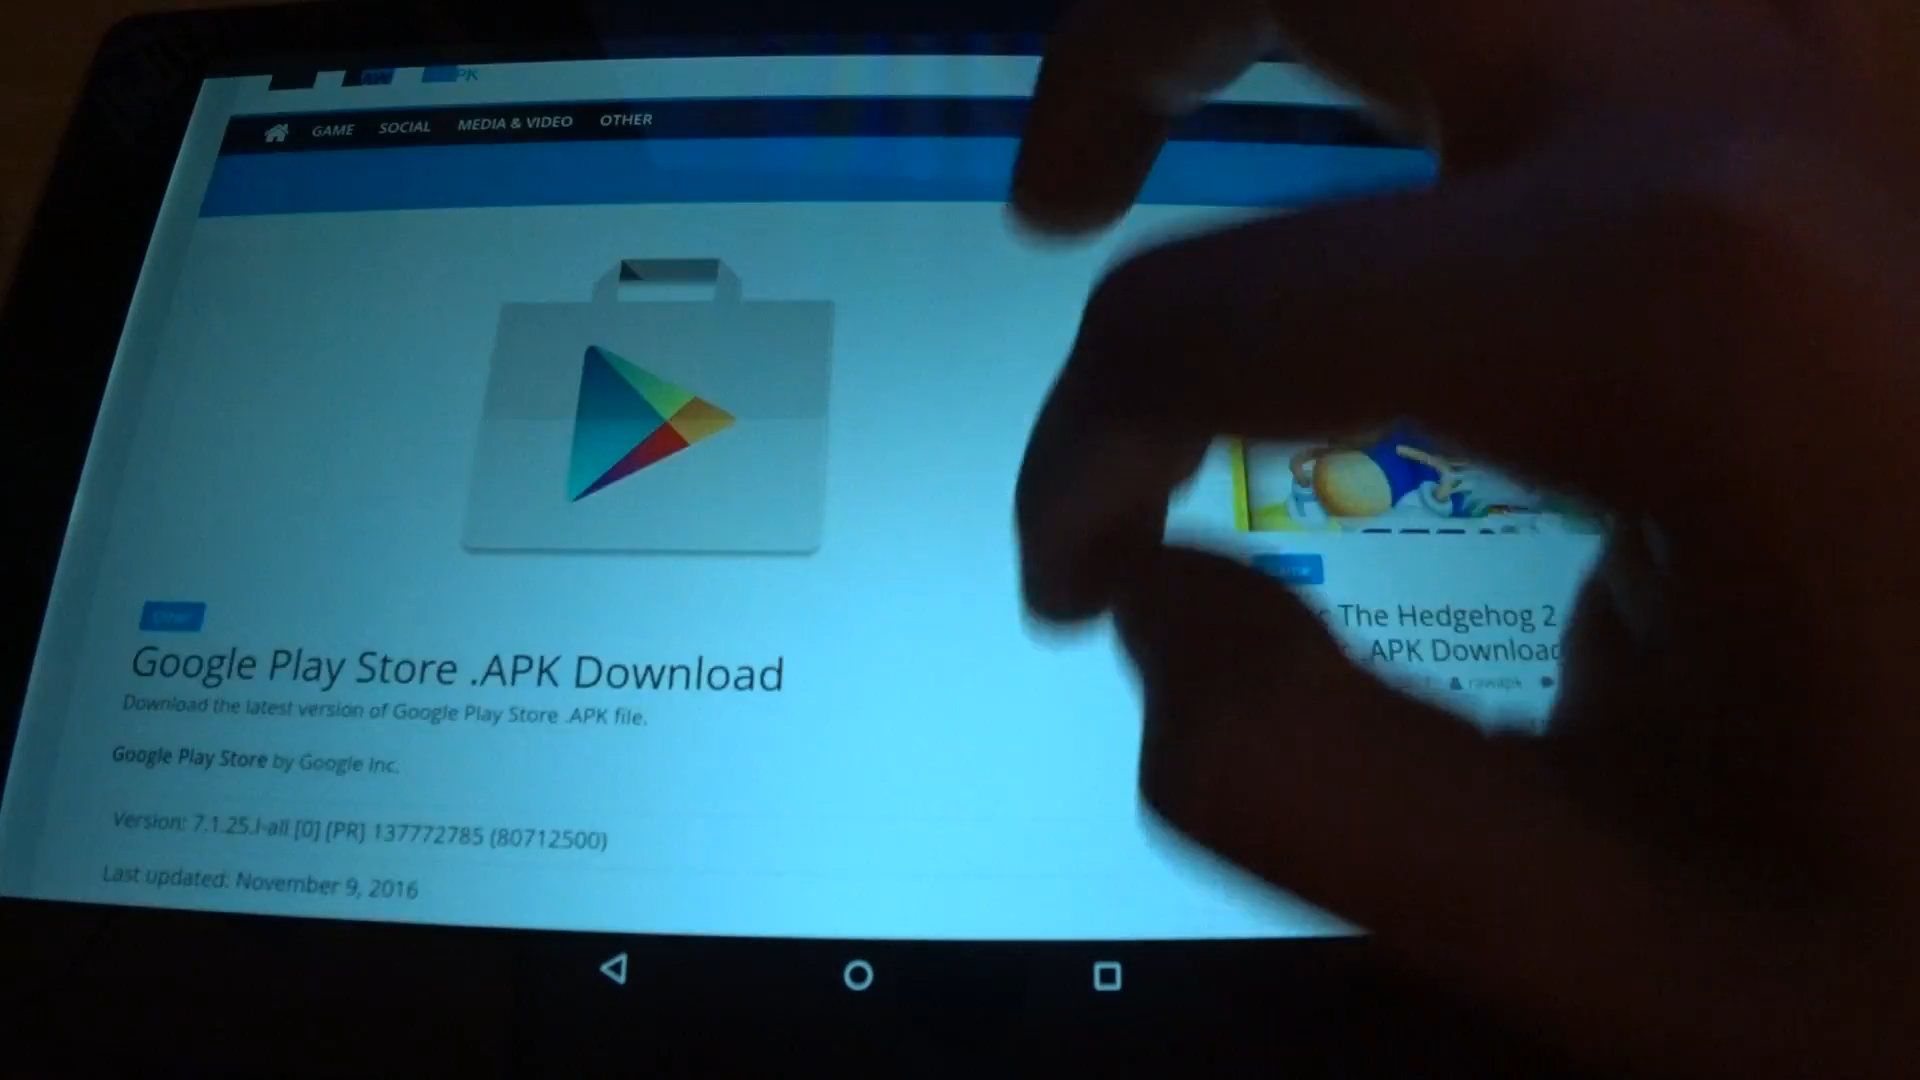 APK
GAME SOCIAL MEDIA & VIDEO OTHER
Other
Google Play Store .APK Download
Download the latest version of Google Play Store .APK file.
Google Play Store by Google Inc.
Version: 7.1.25.I-all [0] [PR] 137772785 (80712500)
Last updated: November 9, 2016
The Hedgehog 2
.APK Download
rawapk